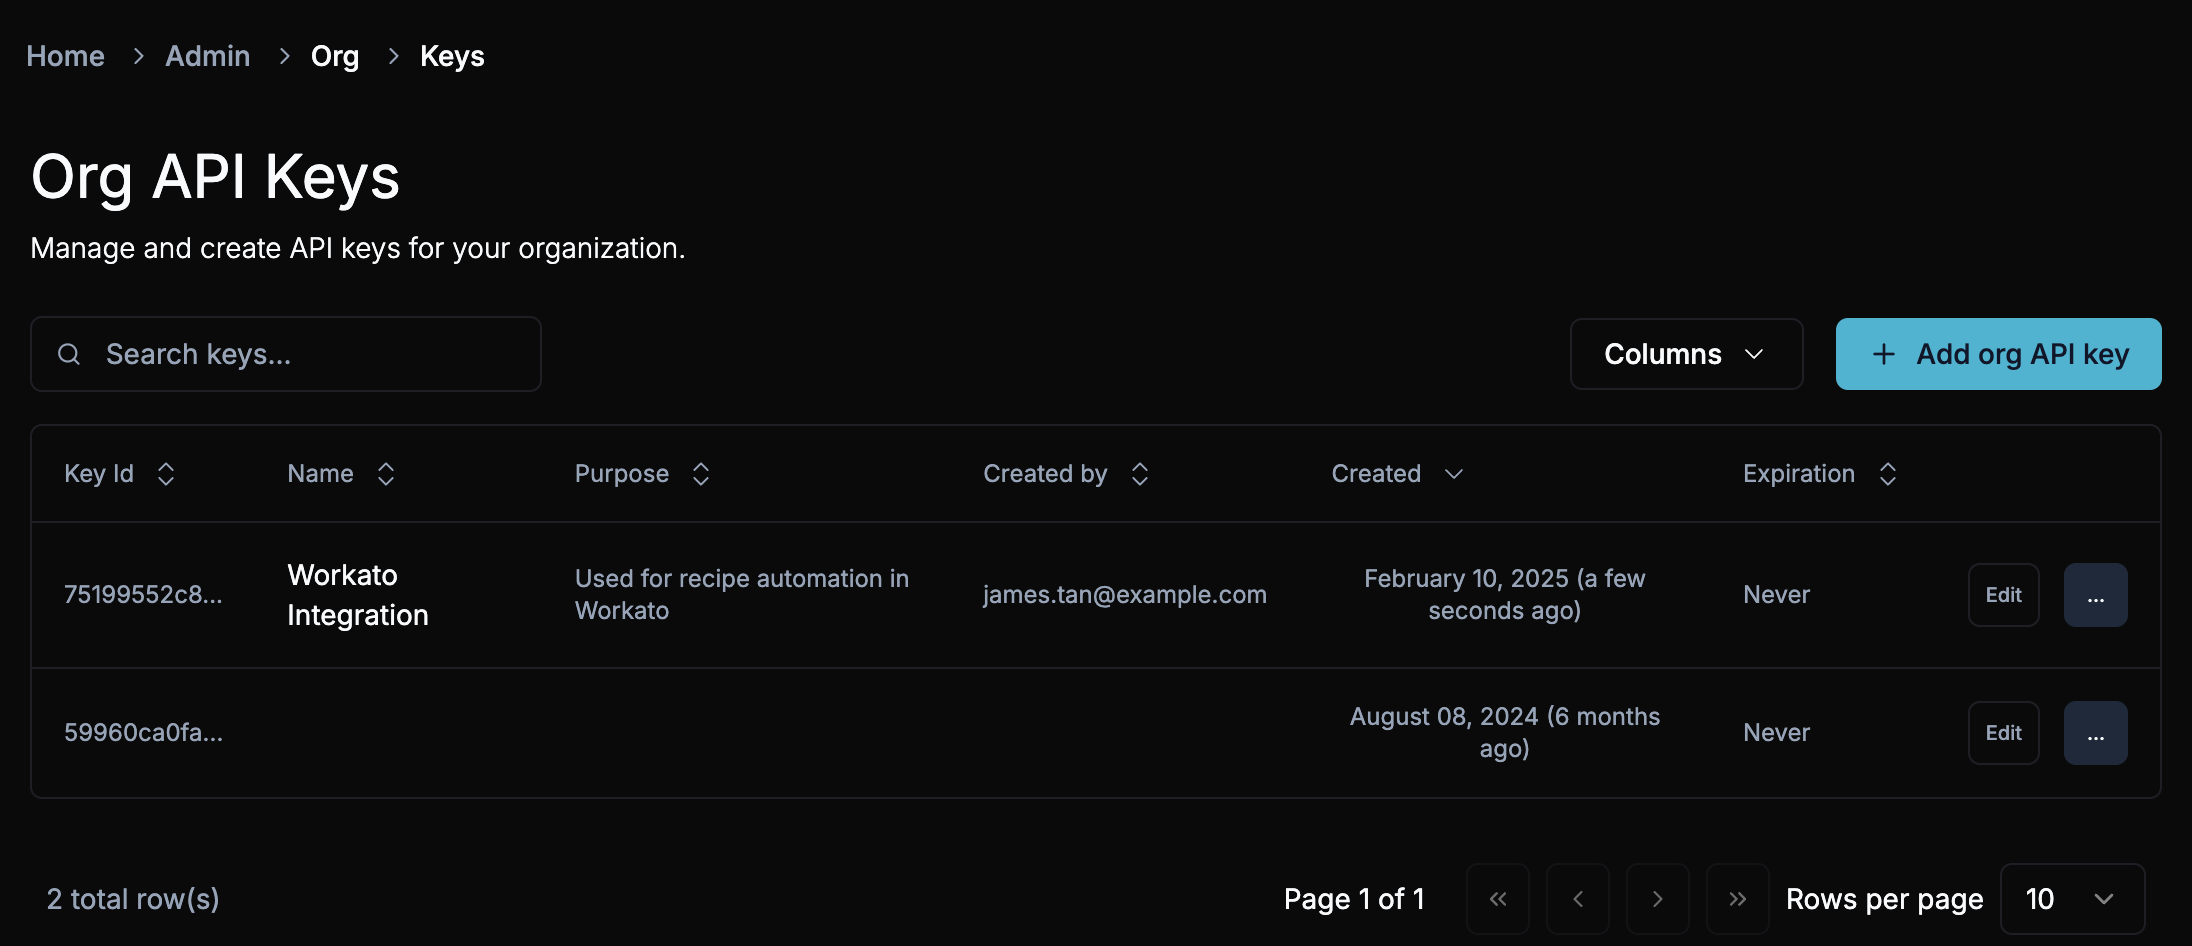 Home > Admin > Org > Keys
Org API Keys
Manage and create API keys for your organization.
Search keys...
Columns
+ Add org API key
Key Id Name Purpose Created by Created Expiration
75199552c8... Workato Integration Used for recipe automation in Workato james.tan@example.com February 10, 2025 (a few seconds ago) Never Edit ...
59960ca0fa... August 08, 2024 (6 months ago) Never Edit ...
2 total row(s)
Page 1 of 1 « ‹ › » Rows per page 10